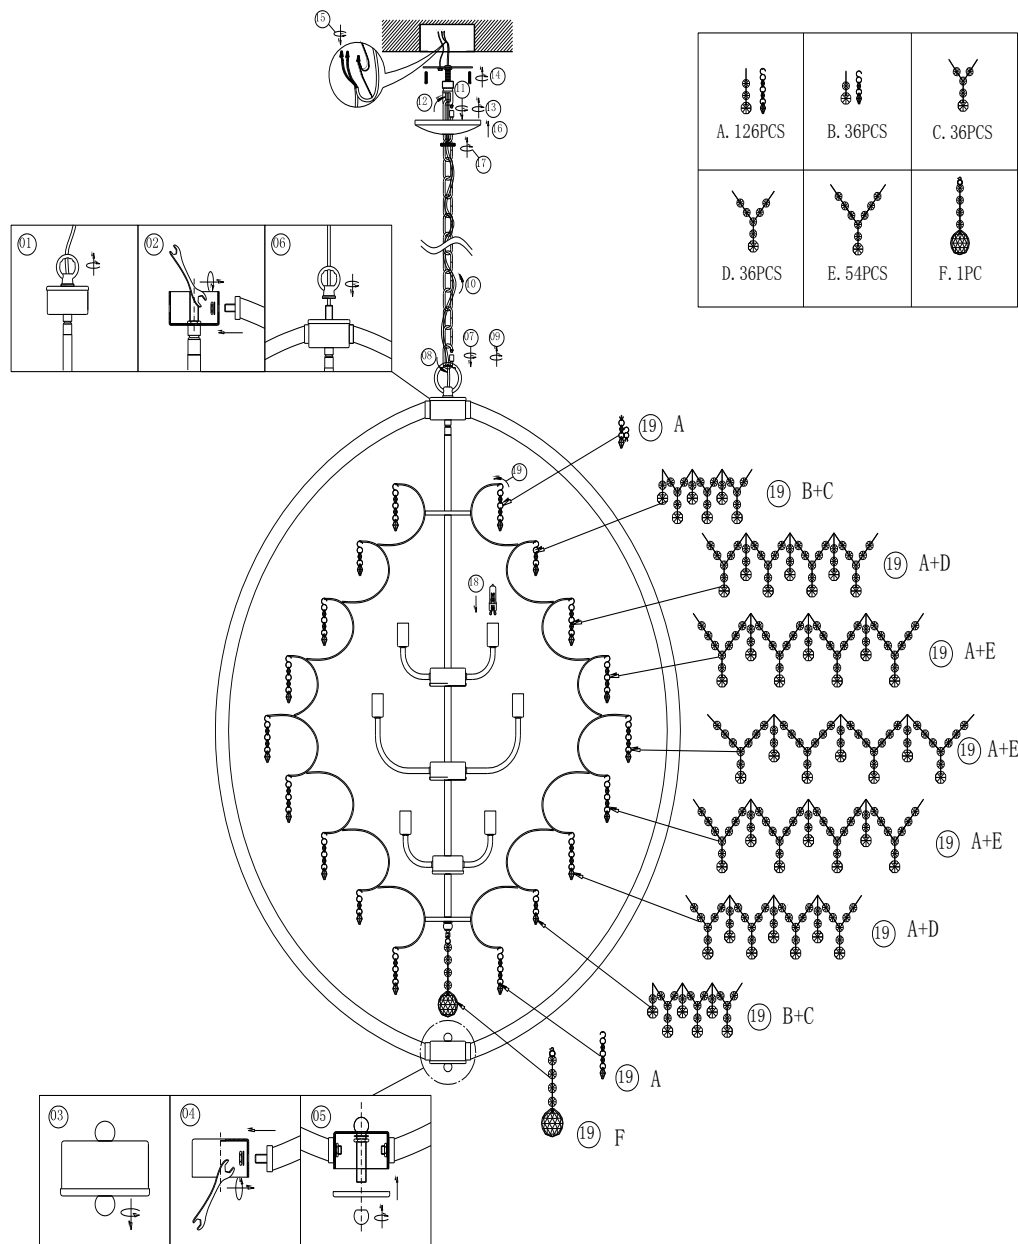 15
14
11
12
13
16
17
A. 126PCS
B. 36PCS
C. 36PCS
D. 36PCS
E. 54PCS
F. 1PC
01
02
06
10
07
09
08
19 A
19
19 B+C
19 A+D
18
19 A+E
19 A+E
19 A+E
19 A+D
19 B+C
19 A
19 F
03
04
05